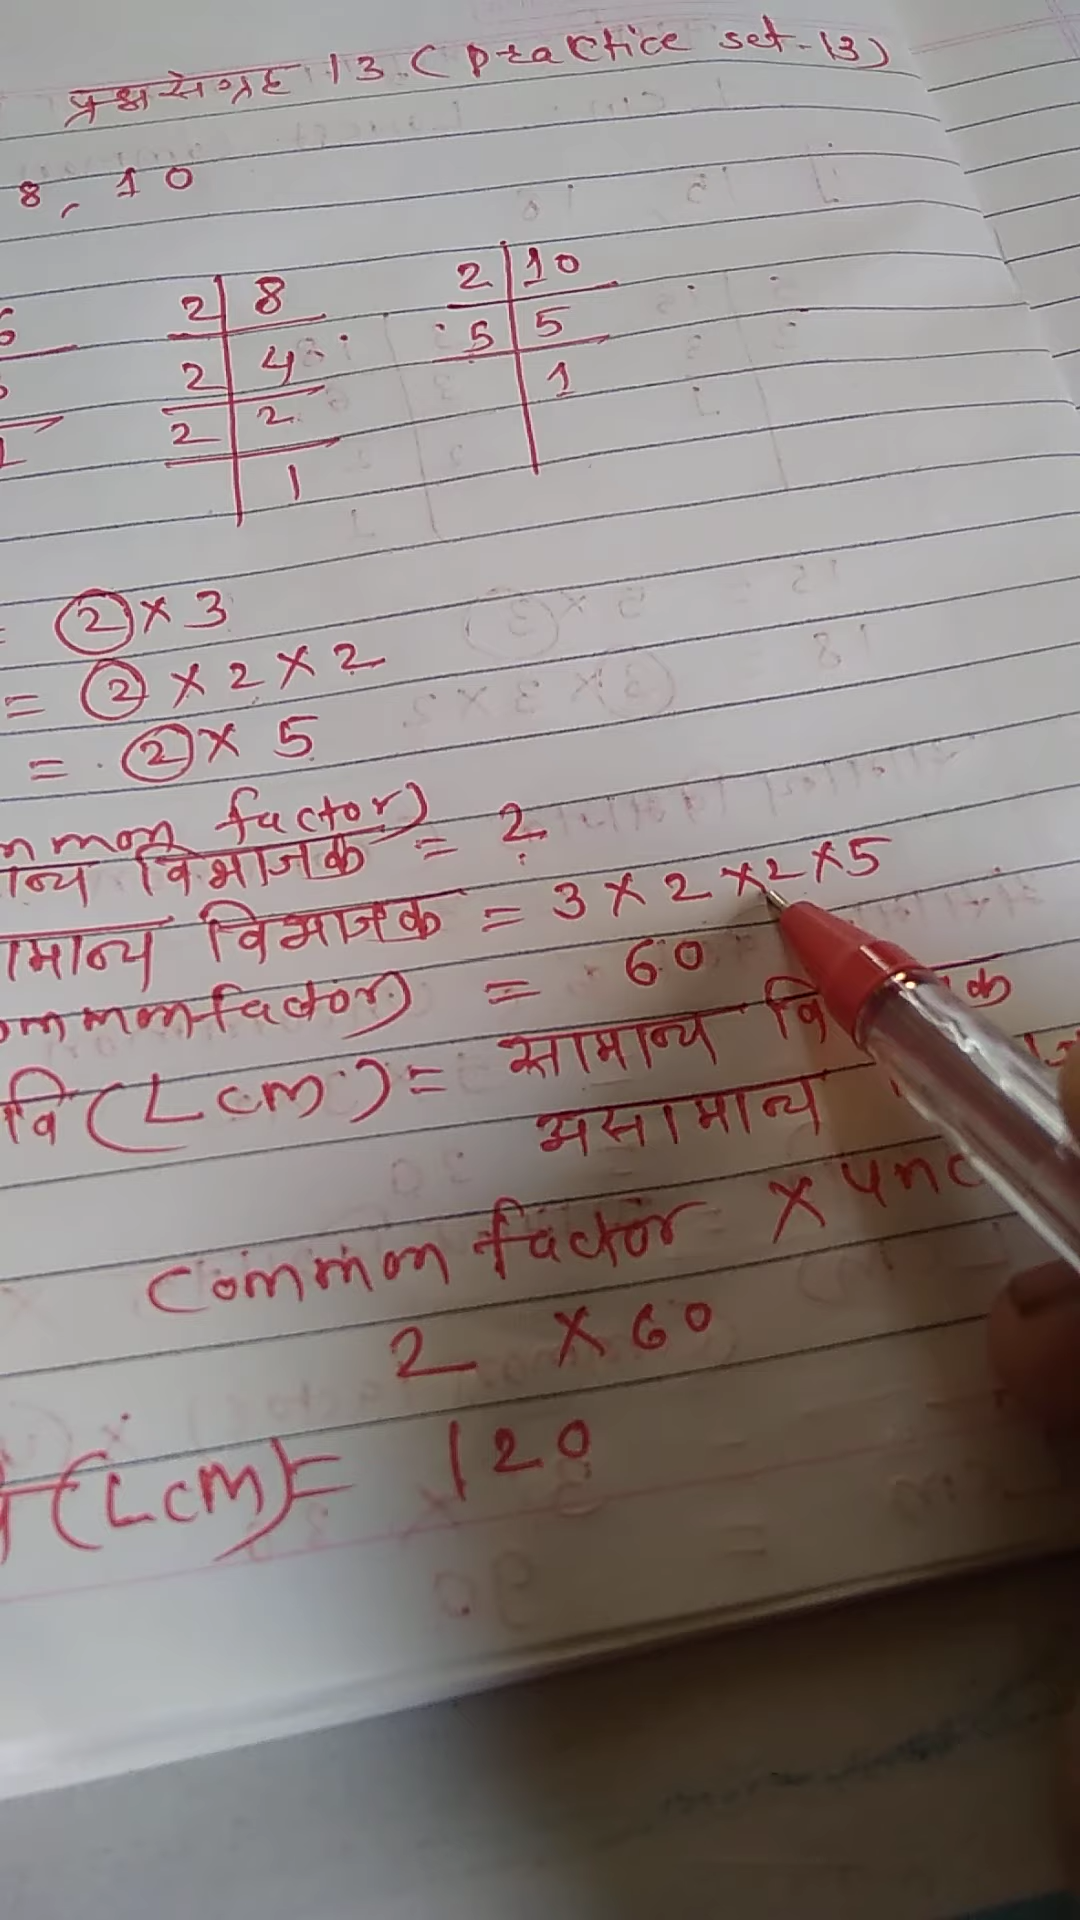 प्रश्नसंग्रह 13. (practice set-13)
8, 10
2 8 2 10
2 4 5 5
2 2 1
1
= ② × 3
= ② × 2 × 2
= ② × 5
factor)
विभाजक = 2
विभाजक = 3 × 2 × 2 × 5
factor) = 60
वि (Lcm) = सामान्य
असामान्य
common factor ×
2 × 60
(Lcm) = 120